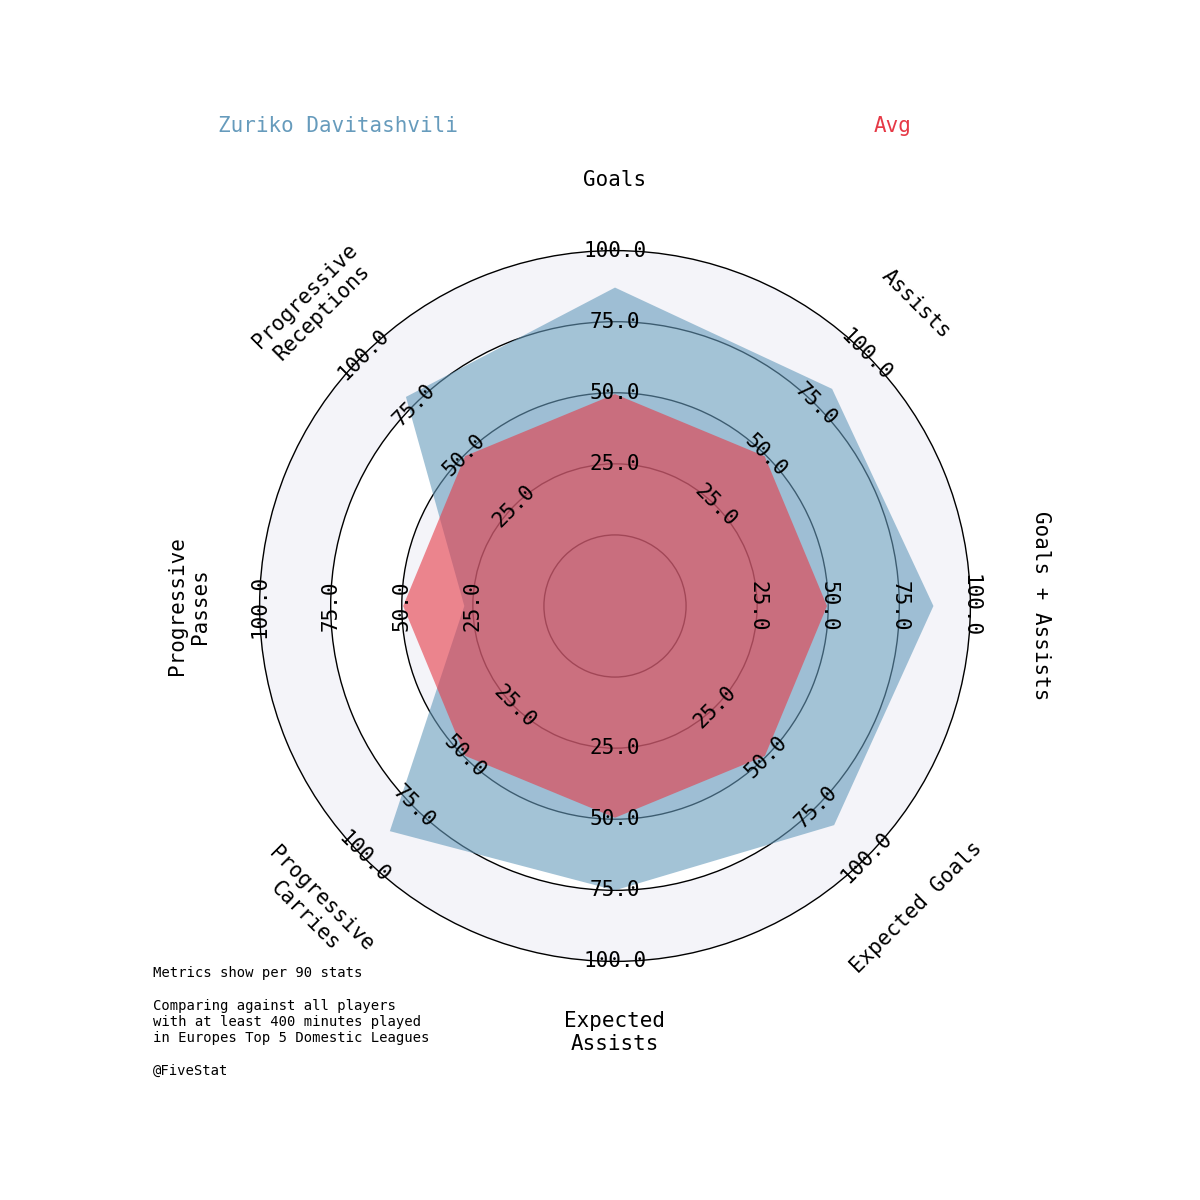 Zuriko Davitashvili
Avg
Goals
Assists
Goals + Assists
Expected Goals
Expected
Assists
Progressive
Carries
Progressive
Passes
Progressive
Receptions
25.0
50.0
75.0
100.0
25.0
50.0
75.0
100.0
25.0
50.0
75.0
100.0
25.0
50.0
75.0
100.0
25.0
50.0
75.0
100.0
25.0
50.0
75.0
100.0
25.0
50.0
75.0
100.0
25.0
50.0
75.0
100.0
Metrics show per 90 stats
Comparing against all players
with at least 400 minutes played
in Europes Top 5 Domestic Leagues
@FiveStat